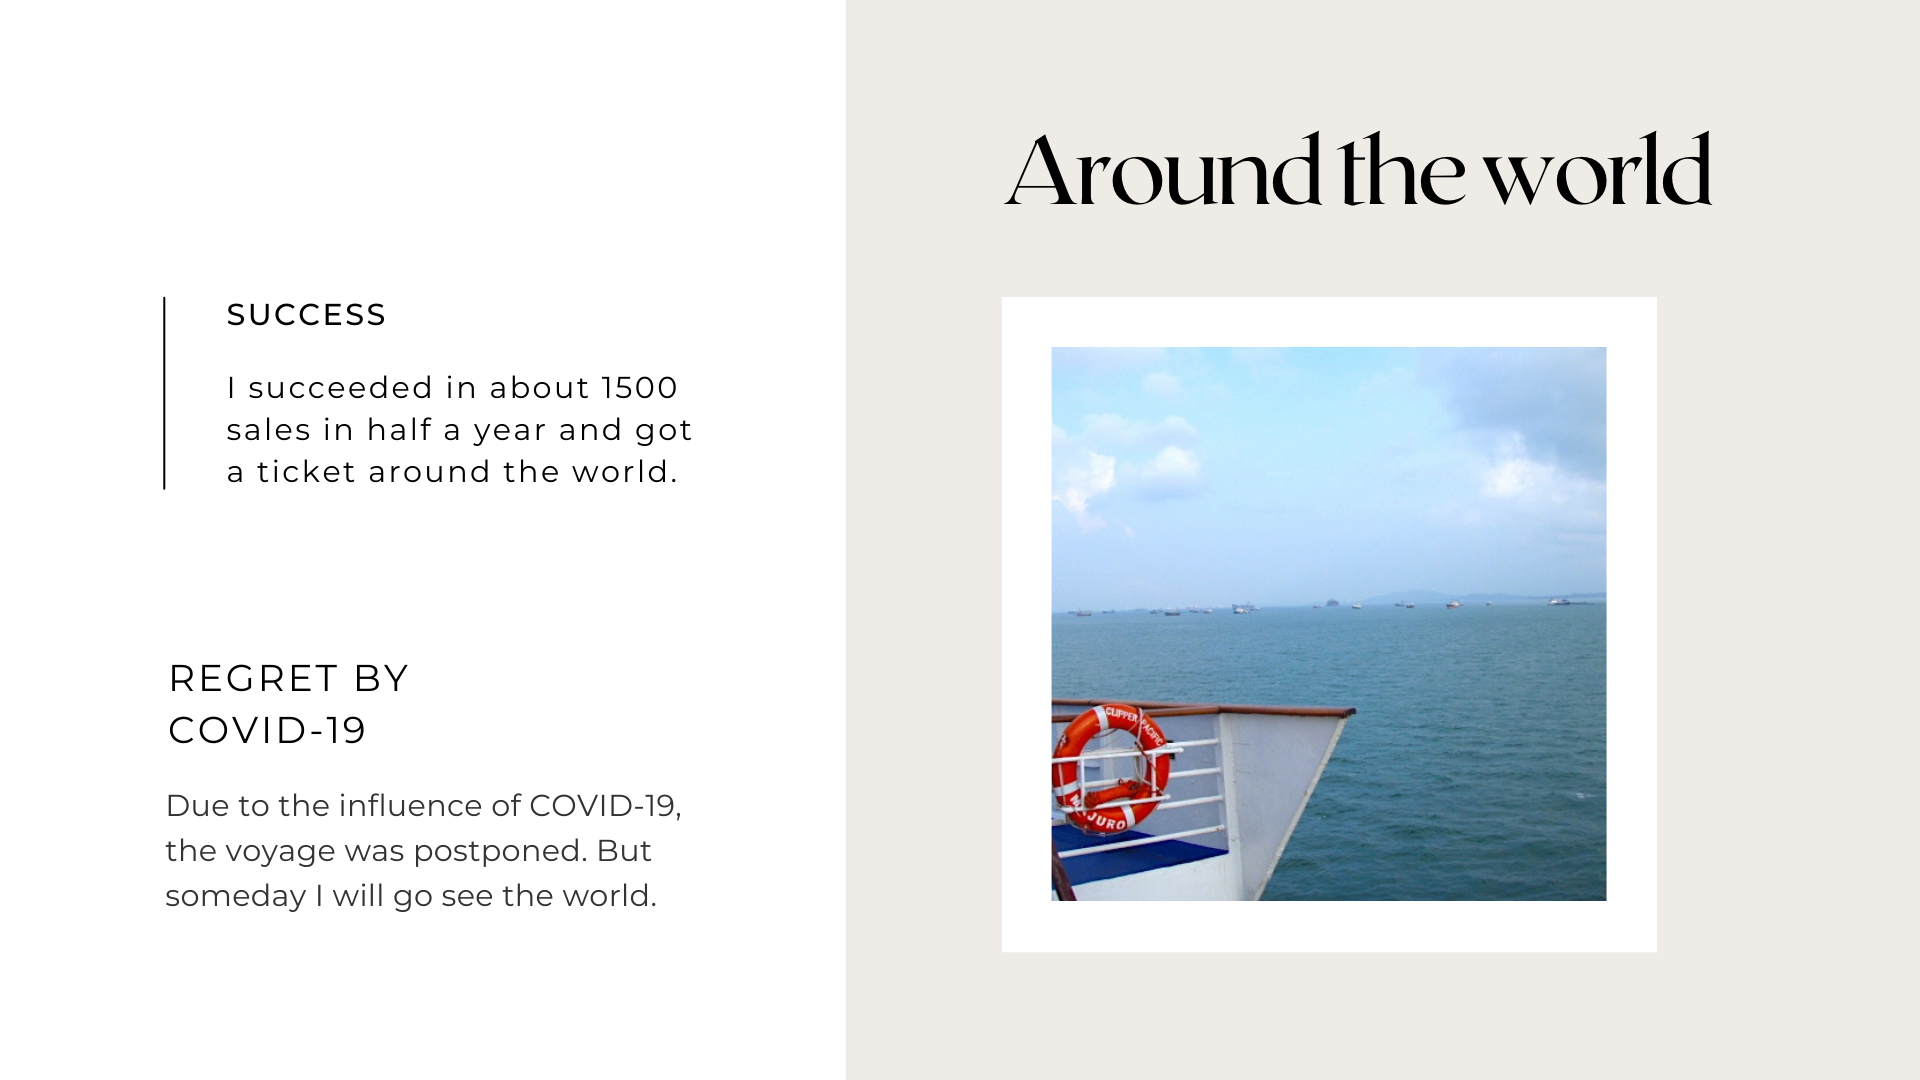 Around the world
SUCCESS
I succeeded in about 1500
sales in half a year and got
a ticket around the world.
REGRET BY
COVID-19
Due to the influence of COVID-19,
the voyage was postponed. But
someday I will go see the world.
CLIPPER PACIFIC